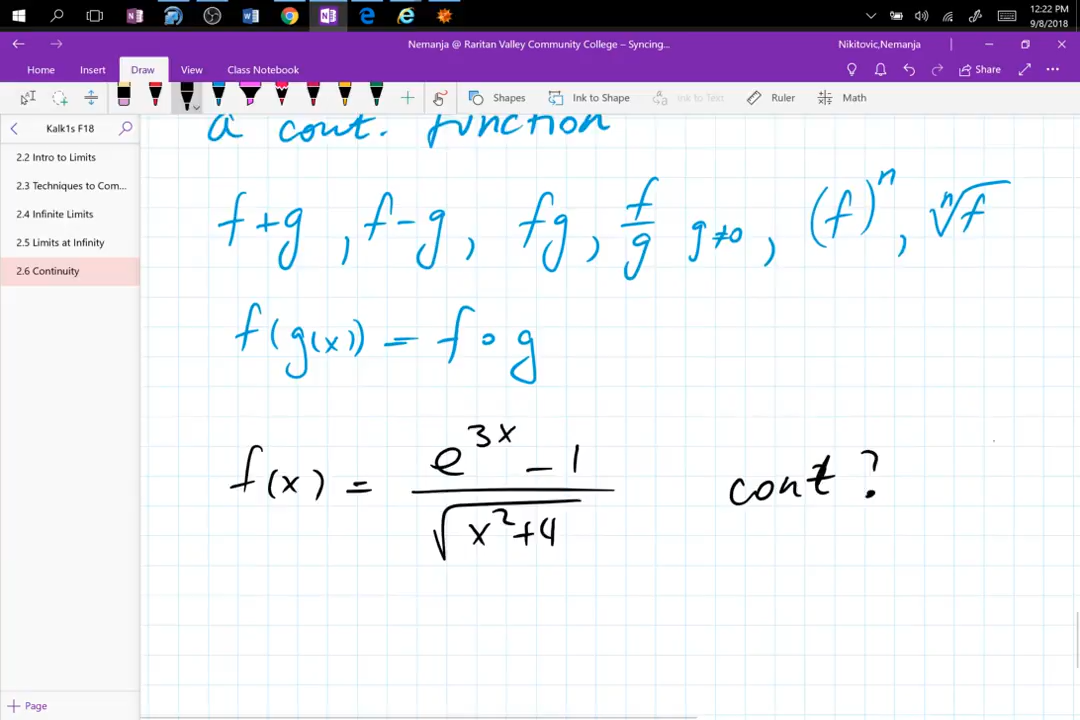 12:22 PM
9/8/2018
Nemanja @ Raritan Valley Community College – Syncing...
Nikitovic,Nemanja
Home Insert Draw View Class Notebook
Share
Shapes Ink to Shape Ink to Text Ruler Math
Kalk1s F18
2.2 Intro to Limits
2.3 Techniques to Com...
2.4 Infinite Limits
2.5 Limits at Infinity
2.6 Continuity
Page
a cont. function
f+g, f-g, fg, f/g g≠0, (f)^n, ⁿ√f
f(g(x)) = f∘g
f(x) = (e^{3x} - 1)/√(x²+4) cont?